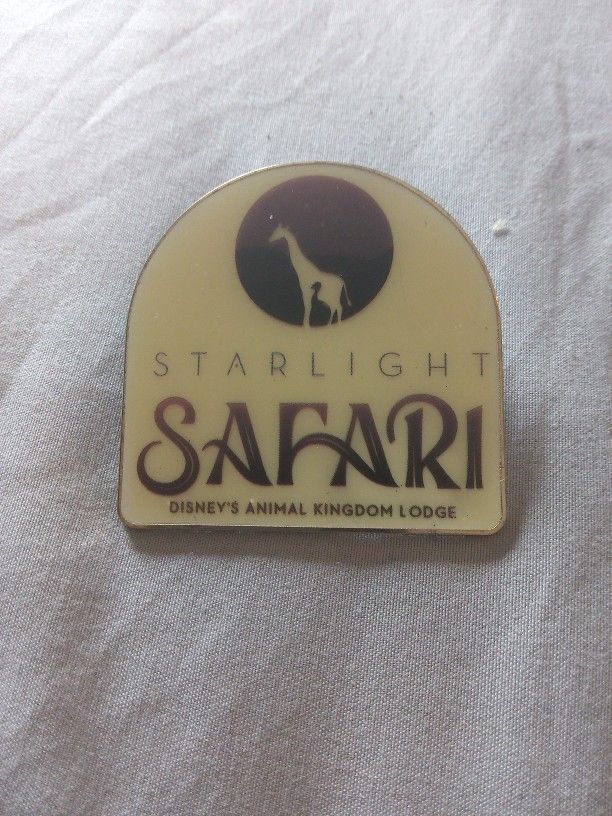 STARLIGHT
SAFARI
DISNEY'S ANIMAL KINGDOM LODGE